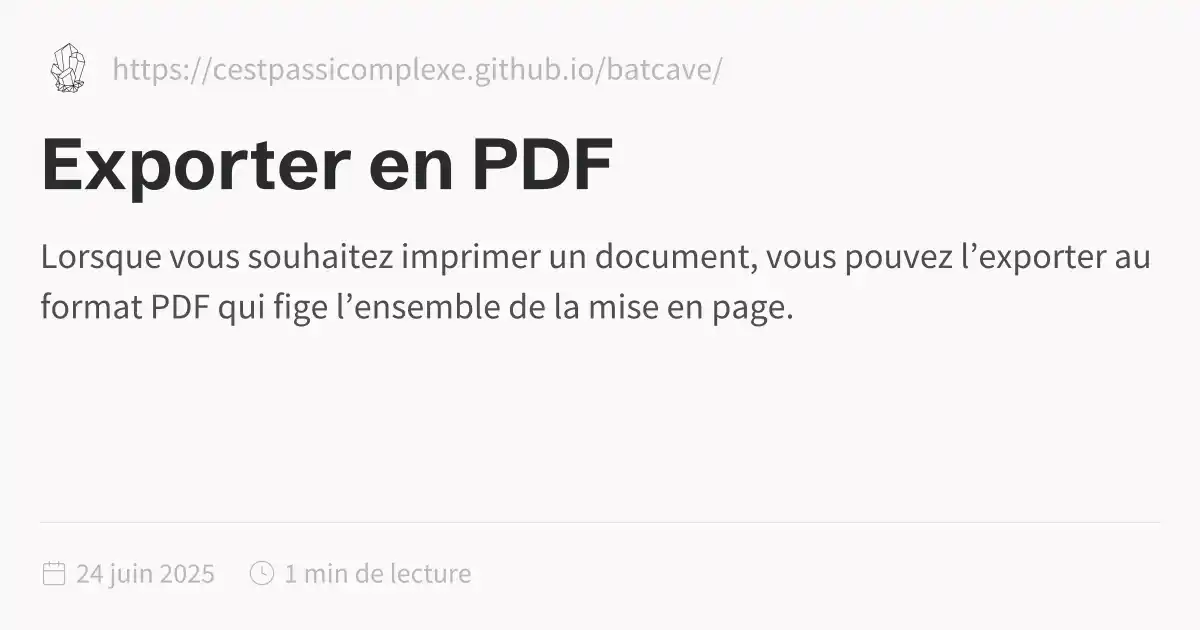 https://cestpassicomplexe.github.io/batcave/
Exporter en PDF
Lorsque vous souhaitez imprimer un document, vous pouvez l’exporter au
format PDF qui fige l’ensemble de la mise en page.
24 juin 2025 1 min de lecture